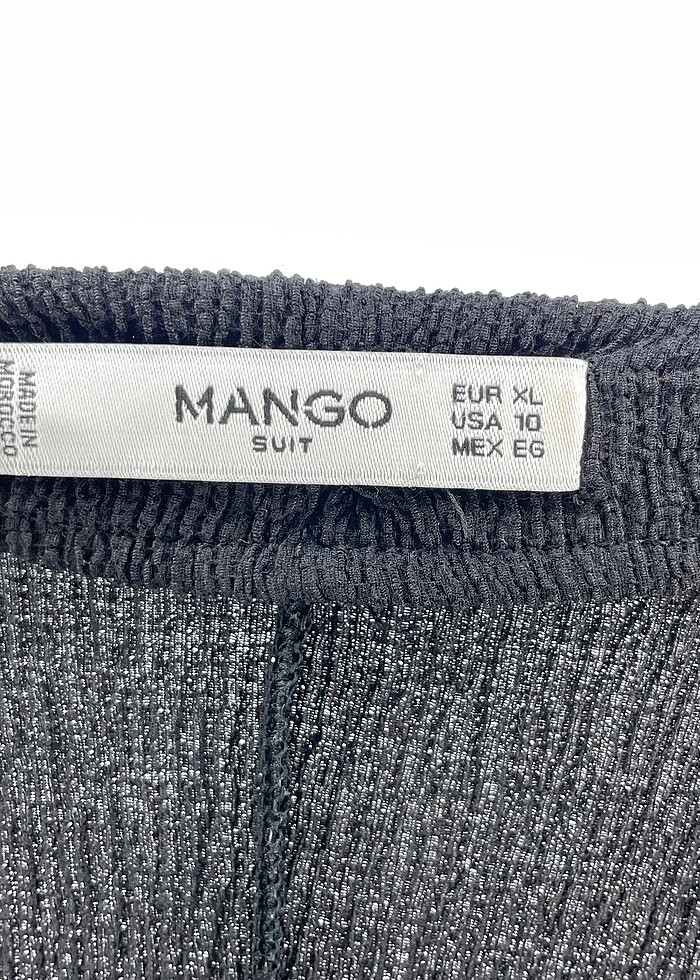 MADE IN
MOROCCO
MANGO
SUIT
EUR XL
USA 10
MEX EG